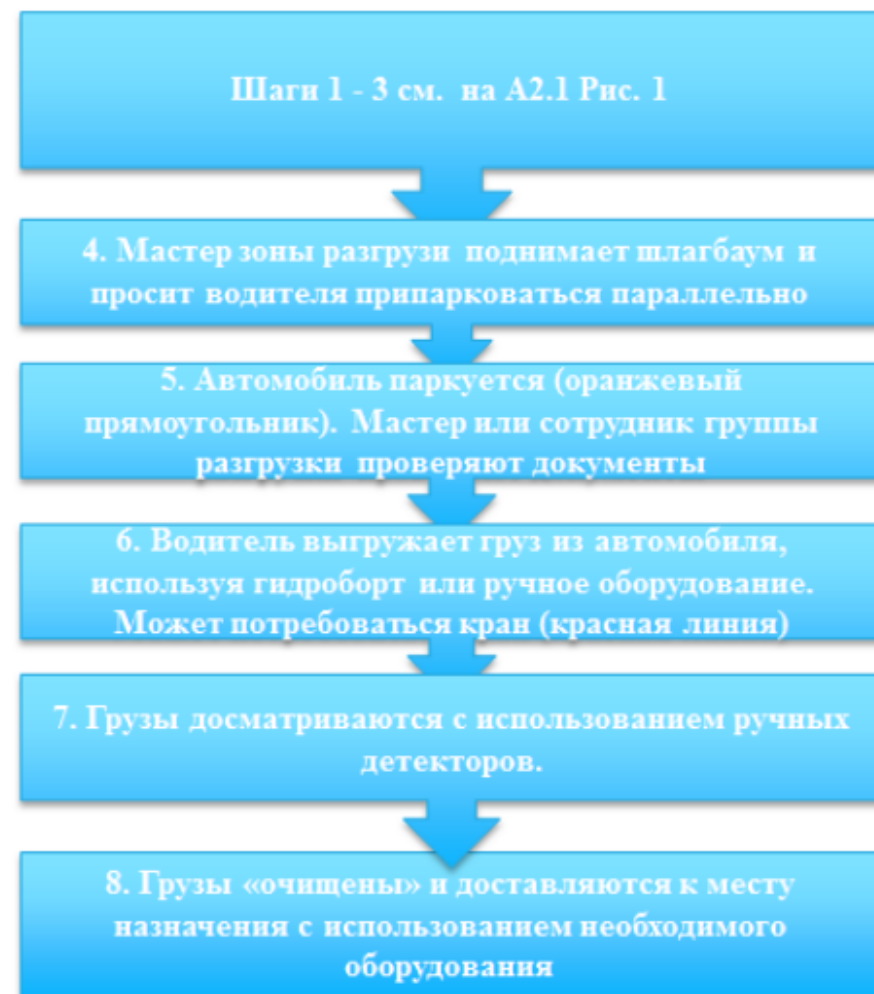 Шаги 1 - 3 см. на А2.1 Рис. 1
4. Мастер зоны разгрузи поднимает шлагбаум и
просит водителя припарковаться параллельно
5. Автомобиль паркуется (оранжевый
прямоугольник). Мастер или сотрудник группы
разгрузки проверяют документы
6. Водитель выгружает груз из автомобиля,
используя гидроборт или ручное оборудование.
Может потребоваться кран (красная линия)
7. Грузы досматриваются с использованием ручных
детекторов.
8. Грузы «очищены» и доставляются к месту
назначения с использованием необходимого
оборудования